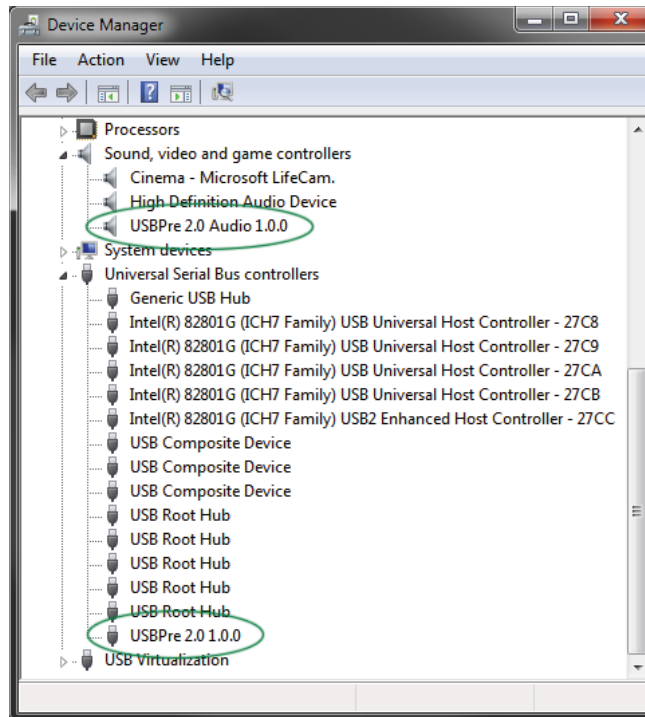 Device Manager
File Action View Help
Processors
Sound, video and game controllers
Cinema - Microsoft LifeCam.
High Definition Audio Device
USBPre 2.0 Audio 1.0.0
System devices
Universal Serial Bus controllers
Generic USB Hub
Intel(R) 82801G (ICH7 Family) USB Universal Host Controller - 27C8
Intel(R) 82801G (ICH7 Family) USB Universal Host Controller - 27C9
Intel(R) 82801G (ICH7 Family) USB Universal Host Controller - 27CA
Intel(R) 82801G (ICH7 Family) USB Universal Host Controller - 27CB
Intel(R) 82801G (ICH7 Family) USB2 Enhanced Host Controller - 27CC
USB Composite Device
USB Composite Device
USB Composite Device
USB Root Hub
USB Root Hub
USB Root Hub
USB Root Hub
USB Root Hub
USBPre 2.0 1.0.0
USB Virtualization